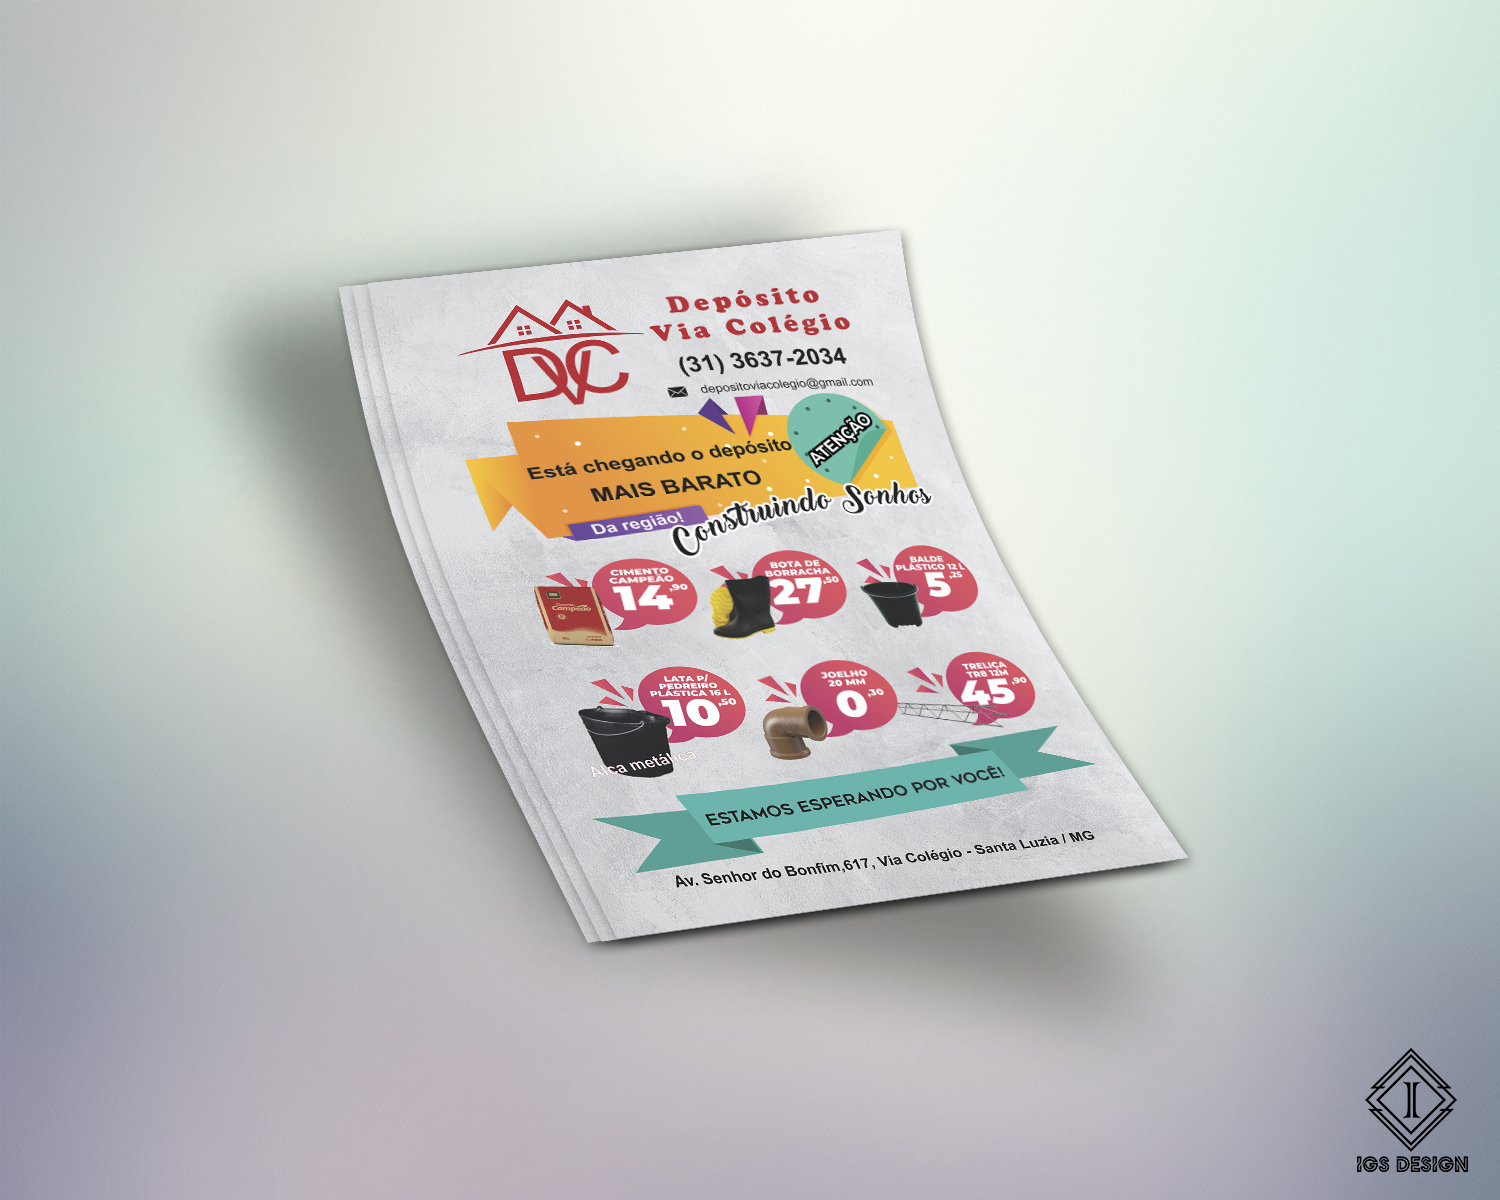 DVC
Depósito
Via Colégio
(31) 3637-2034
depositoviacolegio@gmail.com
ATENÇÃO
Está chegando o depósito
MAIS BARATO
Da região!
Construindo Sonhos
CIMENTO
CAMPEÃO
14,90
Campeão
BOTA DE
BORRACHA
27,50
BALDE
PLÁSTICO 12 L
5,25
LATA P/
PEDREIRO
PLÁSTICA 16 L
10,50
Alça metálica
JOELHO
20 MM
0,30
TRELIÇA
TR8 12M
45,90
ESTAMOS ESPERANDO POR VOCÊ!
Av. Senhor do Bonfim,617, Via Colégio - Santa Luzia / MG
I
IGS DESIGN